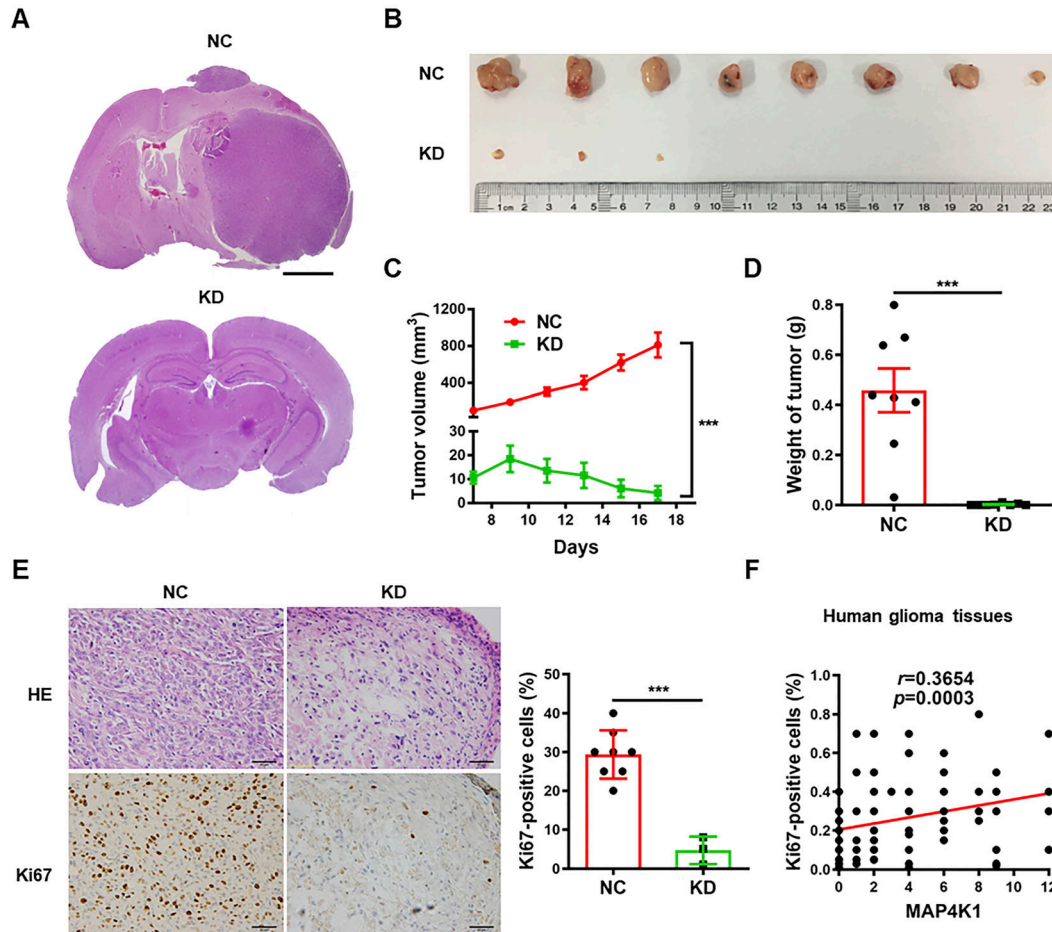 A
NC
KD
B
NC
KD
1cm 2 3 4 5 6 7 8 9 10 11 12 13 14 15 16 17 18 19 20 21 22 23
C
Tumor volume (mm³)
1200
800
400
30
20
10
0
NC
KD
***
8 10 12 14 16 18
Days
D
Weight of tumor (g)
***
0.8
0.6
0.4
0.2
0.0
NC KD
E
NC KD
HE
Ki67
Ki67-positive cells (%)
***
50
40
30
20
10
0
NC KD
F
Human glioma tissues
r=0.3654
p=0.0003
Ki67-positive cells (%)
1.0
0.8
0.6
0.4
0.2
0.0
0 2 4 6 8 10 12
MAP4K1